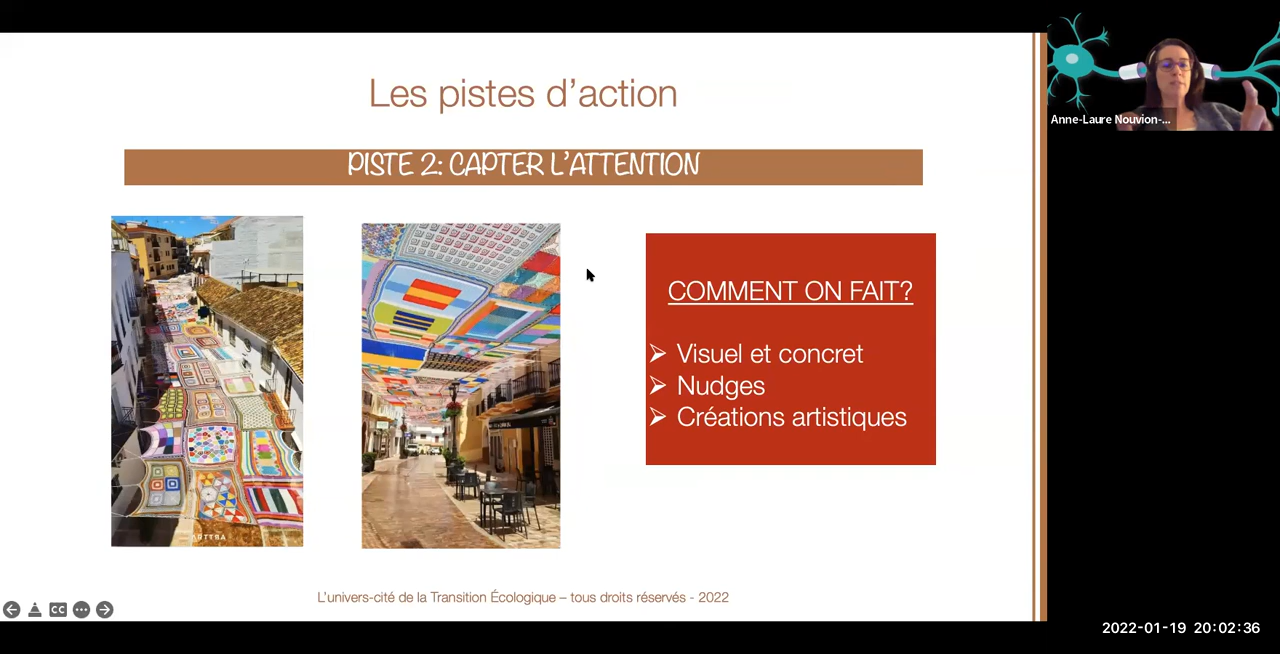 Les pistes d’action
PISTE 2: CAPTER L’ATTENTION
COMMENT ON FAIT?
➢ Visuel et concret
➢ Nudges
➢ Créations artistiques
L’univers-cité de la Transition Écologique – tous droits réservés - 2022
CC
Anne-Laure Nouvion-...
2022-01-19 20:02:36